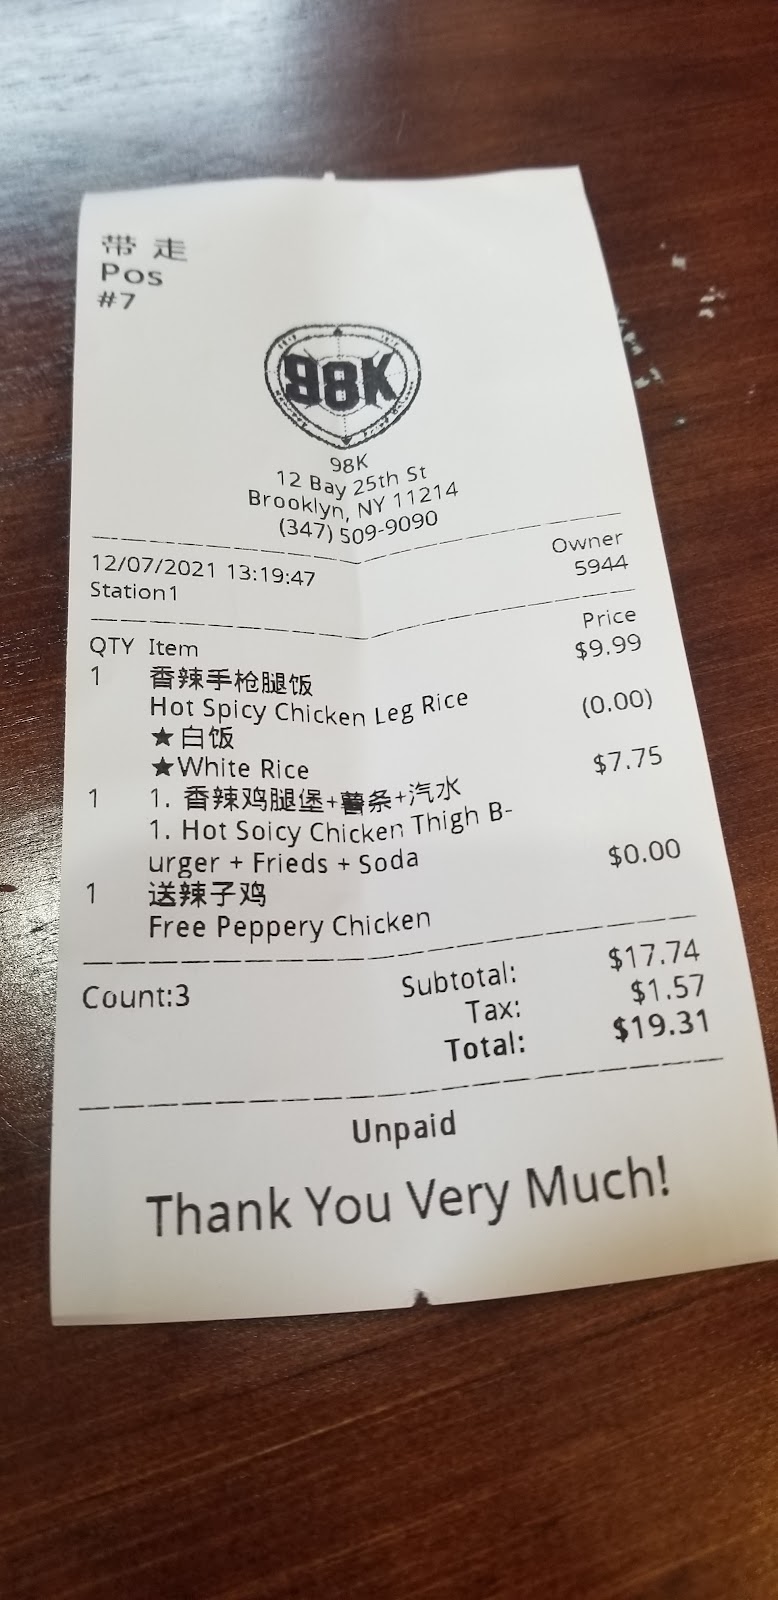 带 走
Pos
#7
98K
98K
12 Bay 25th St
Brooklyn, NY 11214
(347) 509-9090
12/07/2021 13:19:47 Owner
Station1 5944
QTY Item Price
1 香辣手枪腿饭 $9.99
Hot Spicy Chicken Leg Rice
★白饭 (0.00)
★White Rice
1 1. 香辣鸡腿堡+薯条+汽水 $7.75
1. Hot Soicy Chicken Thigh B-
urger + Frieds + Soda
1 送辣子鸡 $0.00
Free Peppery Chicken
Count:3 Subtotal: $17.74
Tax: $1.57
Total: $19.31
Unpaid
Thank You Very Much!